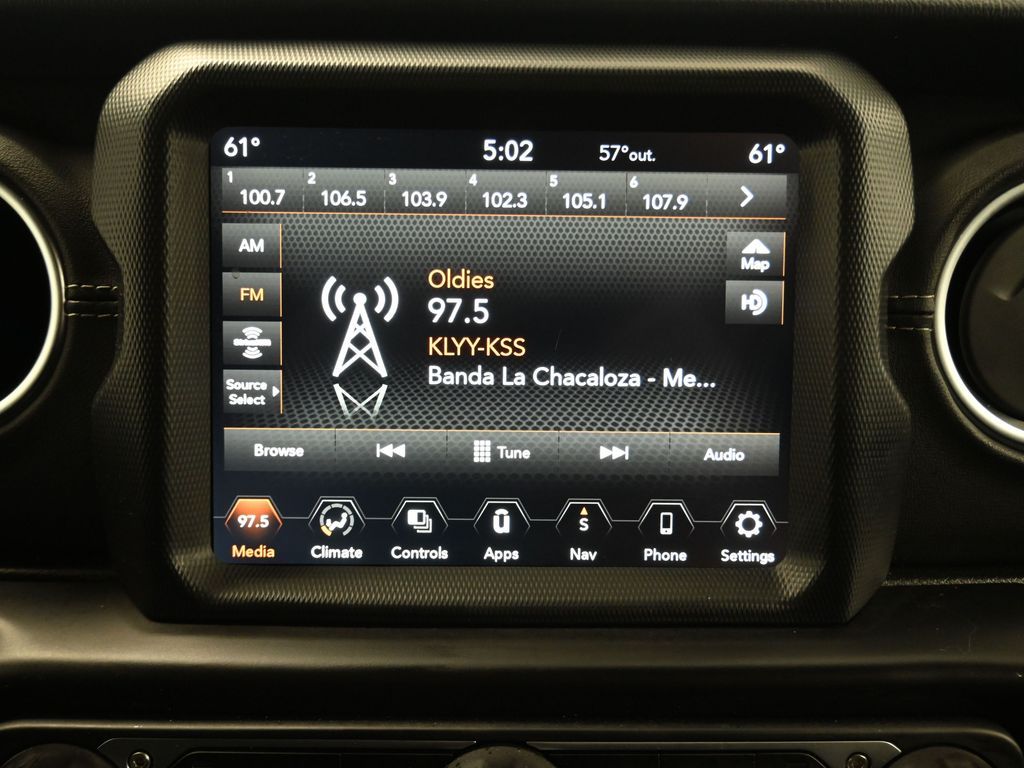 61° 5:02 57°out. 61°
1 2 3 4 5 6
100.7 106.5 103.9 102.3 105.1 107.9
AM
FM
SiriusXM
Source
Select
Oldies
97.5
KLYY-KSS
Banda La Chacaloza - Me...
Map
HD
Browse Tune Audio
97.5 S
Media Climate Controls Apps Nav Phone Settings